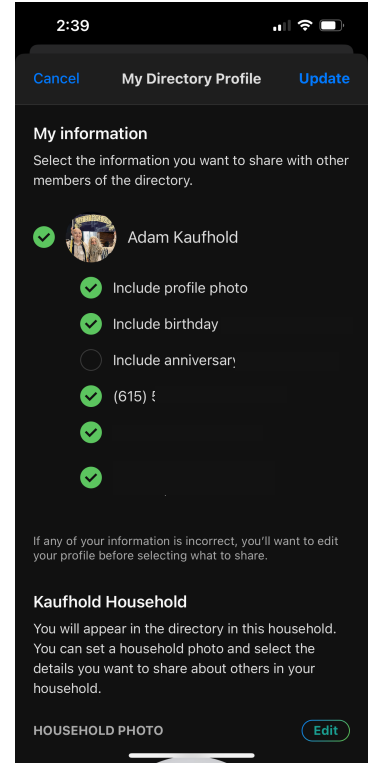 2:39
Cancel My Directory Profile Update
My information
Select the information you want to share with other
members of the directory.
Adam Kaufhold
Include profile photo
Include birthday
Include anniversary
(615)
If any of your information is incorrect, you'll want to edit
your profile before selecting what to share.
Kaufhold Household
You will appear in the directory in this household.
You can set a household photo and select the
details you want to share about others in your
household.
HOUSEHOLD PHOTO Edit